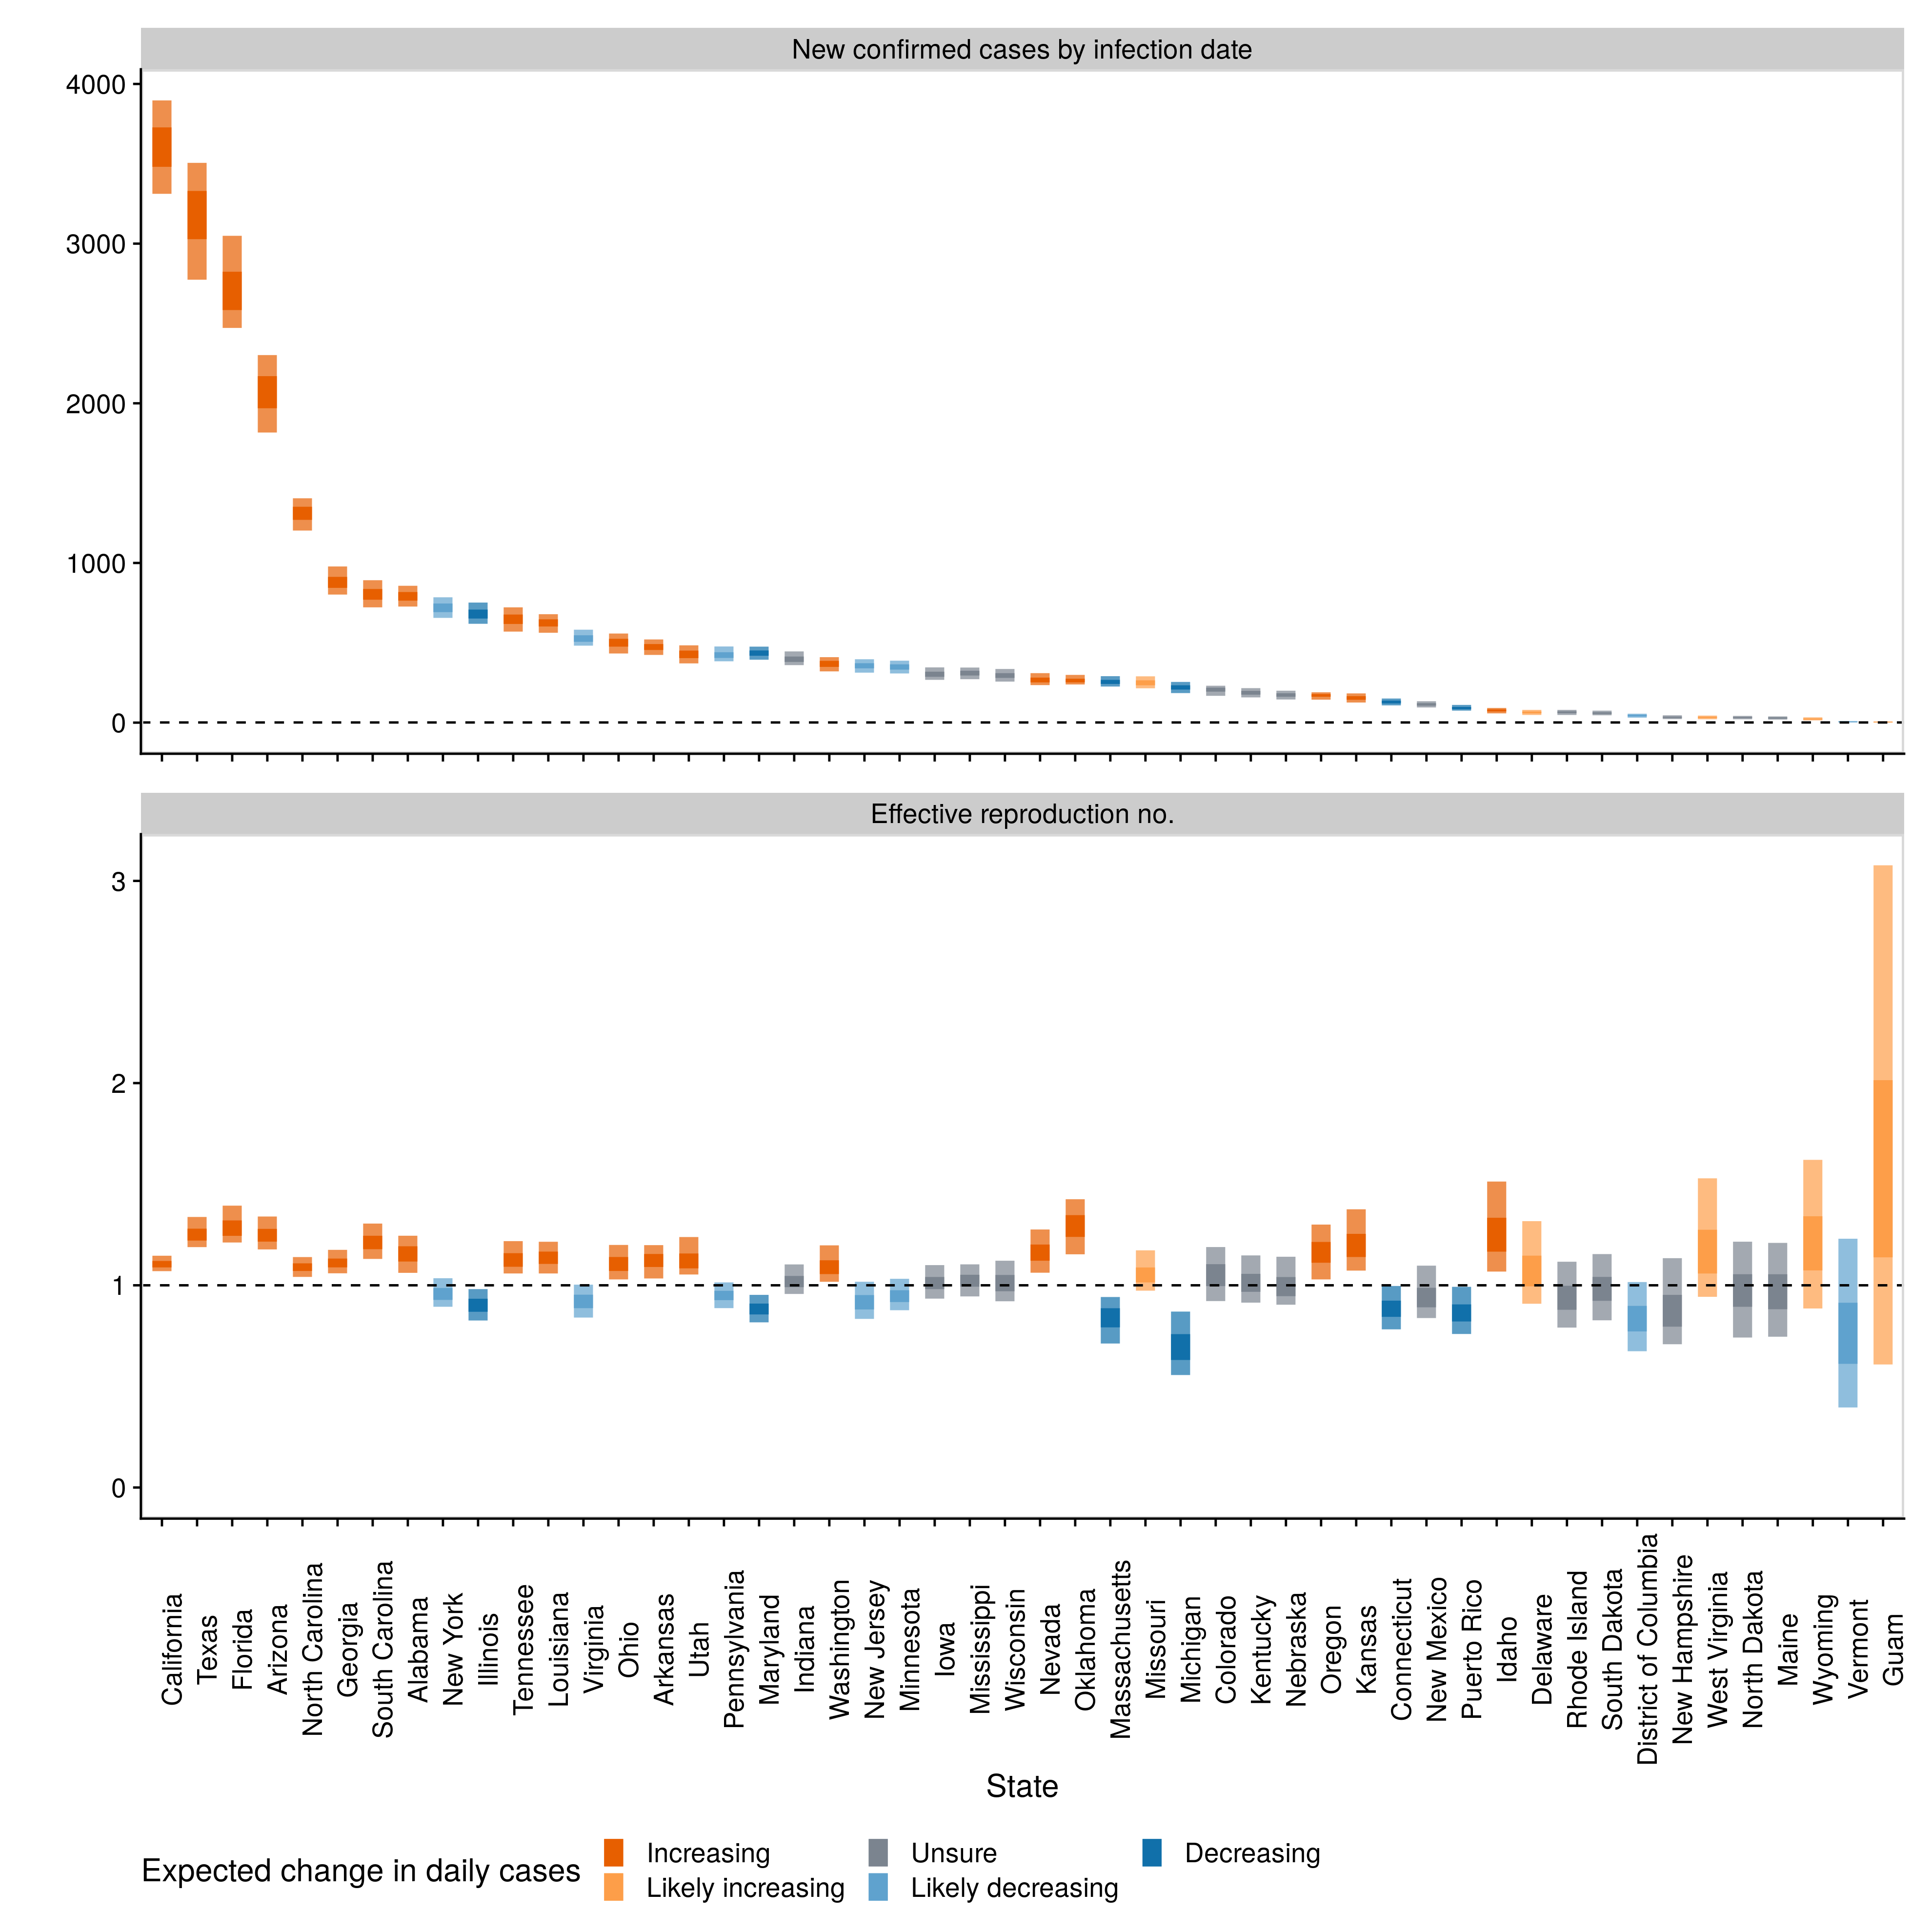 New confirmed cases by infection date
4000
3000
2000
1000
0
Effective reproduction no.
3
2
1
0
California
Texas
Florida
Arizona
North Carolina
Georgia
South Carolina
Alabama
New York
Illinois
Tennessee
Louisiana
Virginia
Ohio
Arkansas
Utah
Pennsylvania
Maryland
Indiana
Washington
New Jersey
Minnesota
Iowa
Mississippi
Wisconsin
Nevada
Oklahoma
Massachusetts
Missouri
Michigan
Colorado
Kentucky
Nebraska
Oregon
Kansas
Connecticut
New Mexico
Puerto Rico
Idaho
Delaware
Rhode Island
South Dakota
District of Columbia
New Hampshire
West Virginia
North Dakota
Maine
Wyoming
Vermont
Guam
State
Expected change in daily cases
Increasing
Likely increasing
Unsure
Likely decreasing
Decreasing